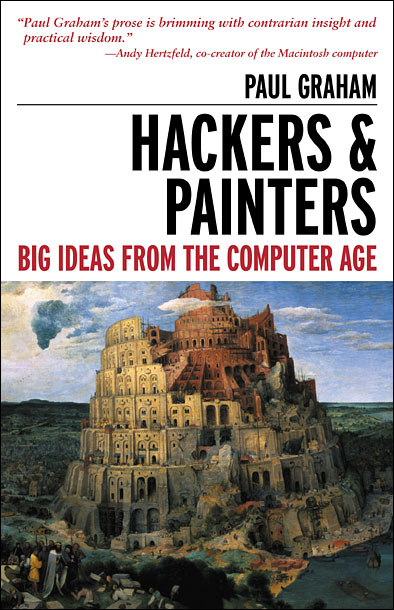 “Paul Graham’s prose is brimming with contrarian insight and
practical wisdom.”
—Andy Hertzfeld, co-creator of the Macintosh computer
PAUL GRAHAM
HACKERS &
PAINTERS
BIG IDEAS FROM THE COMPUTER AGE